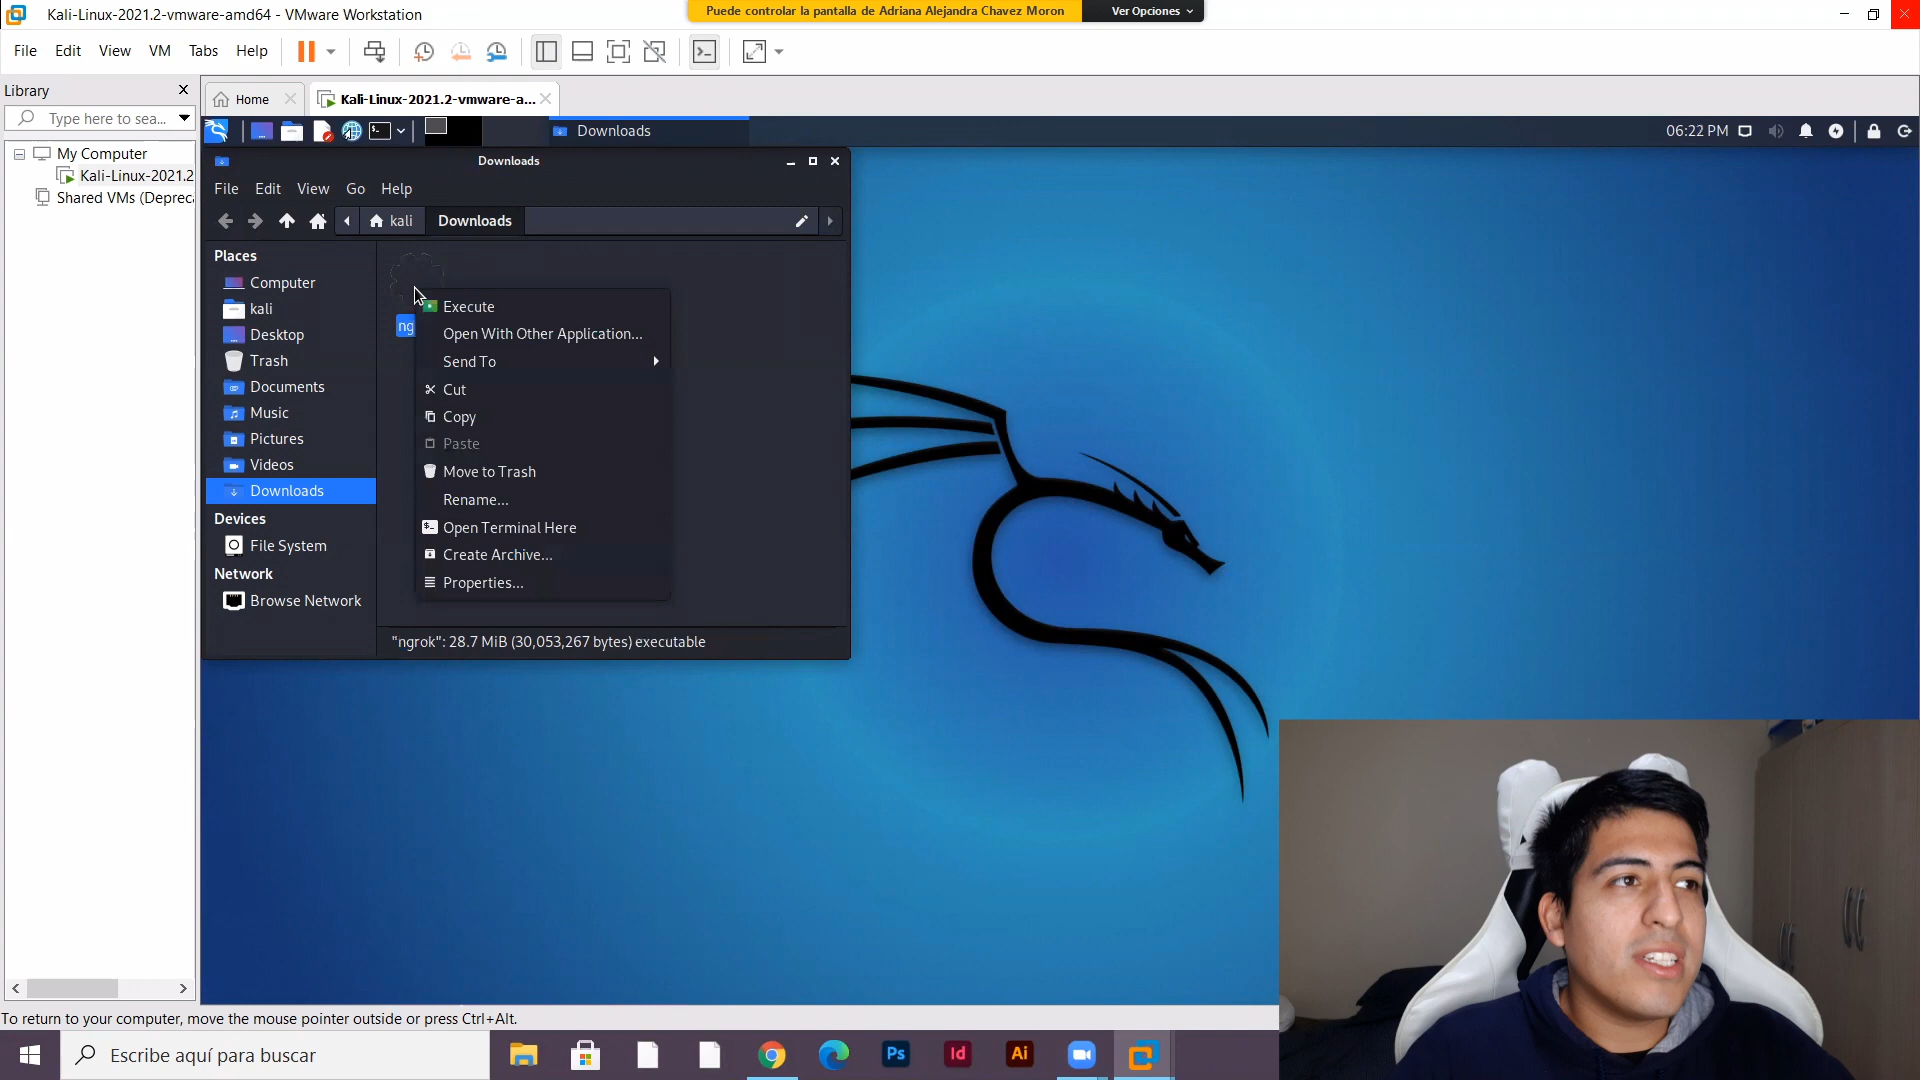 Kali-Linux-2021.2-vmware-amd64 - VMware Workstation
Puede controlar la pantalla de Adriana Alejandra Chavez Moron
Ver Opciones
File Edit View VM Tabs Help
Library
Type here to sea...
My Computer
Kali-Linux-2021.2
Shared VMs (Depreca
Home
Kali-Linux-2021.2-vmware-a...
Downloads
06:22 PM
Downloads
File Edit View Go Help
kali
Downloads
Places
Computer
kali
Desktop
Trash
Documents
Music
Pictures
Videos
Downloads
Devices
File System
Network
Browse Network
ng
Execute
Open With Other Application...
Send To
Cut
Copy
Paste
Move to Trash
Rename...
Open Terminal Here
Create Archive...
Properties...
"ngrok": 28.7 MiB (30,053,267 bytes) executable
To return to your computer, move the mouse pointer outside or press Ctrl+Alt.
Escribe aquí para buscar
Ps
Id
Ai